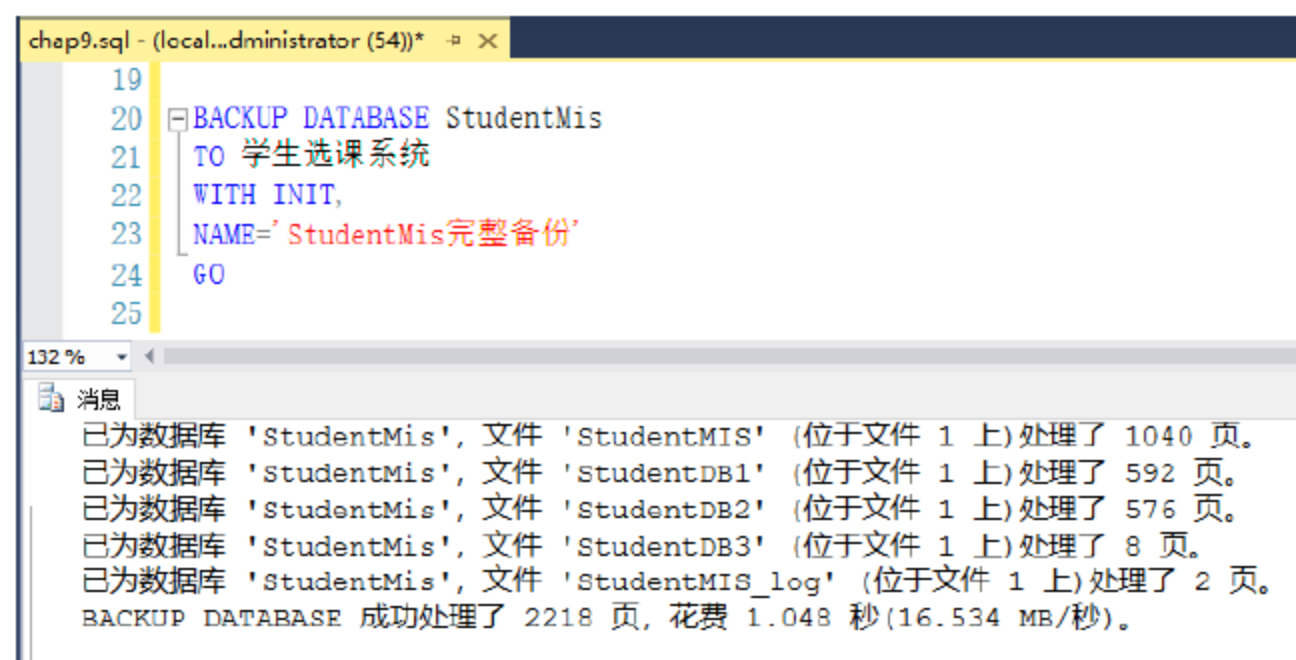 chap9.sql - (local...dministrator (54))*
19
20 BACKUP DATABASE StudentMis
21 TO 学生选课系统
22 WITH INIT,
23 NAME='StudentMis完整备份'
24 GO
25
132 %
消息
已为数据库 'StudentMis', 文件 'StudentMIS' (位于文件 1 上)处理了 1040 页。
已为数据库 'StudentMis', 文件 'StudentDB1' (位于文件 1 上)处理了 592 页。
已为数据库 'StudentMis', 文件 'StudentDB2' (位于文件 1 上)处理了 576 页。
已为数据库 'StudentMis', 文件 'StudentDB3' (位于文件 1 上)处理了 8 页。
已为数据库 'StudentMis', 文件 'StudentMIS_log' (位于文件 1 上)处理了 2 页。
BACKUP DATABASE 成功处理了 2218 页, 花费 1.048 秒(16.534 MB/秒)。